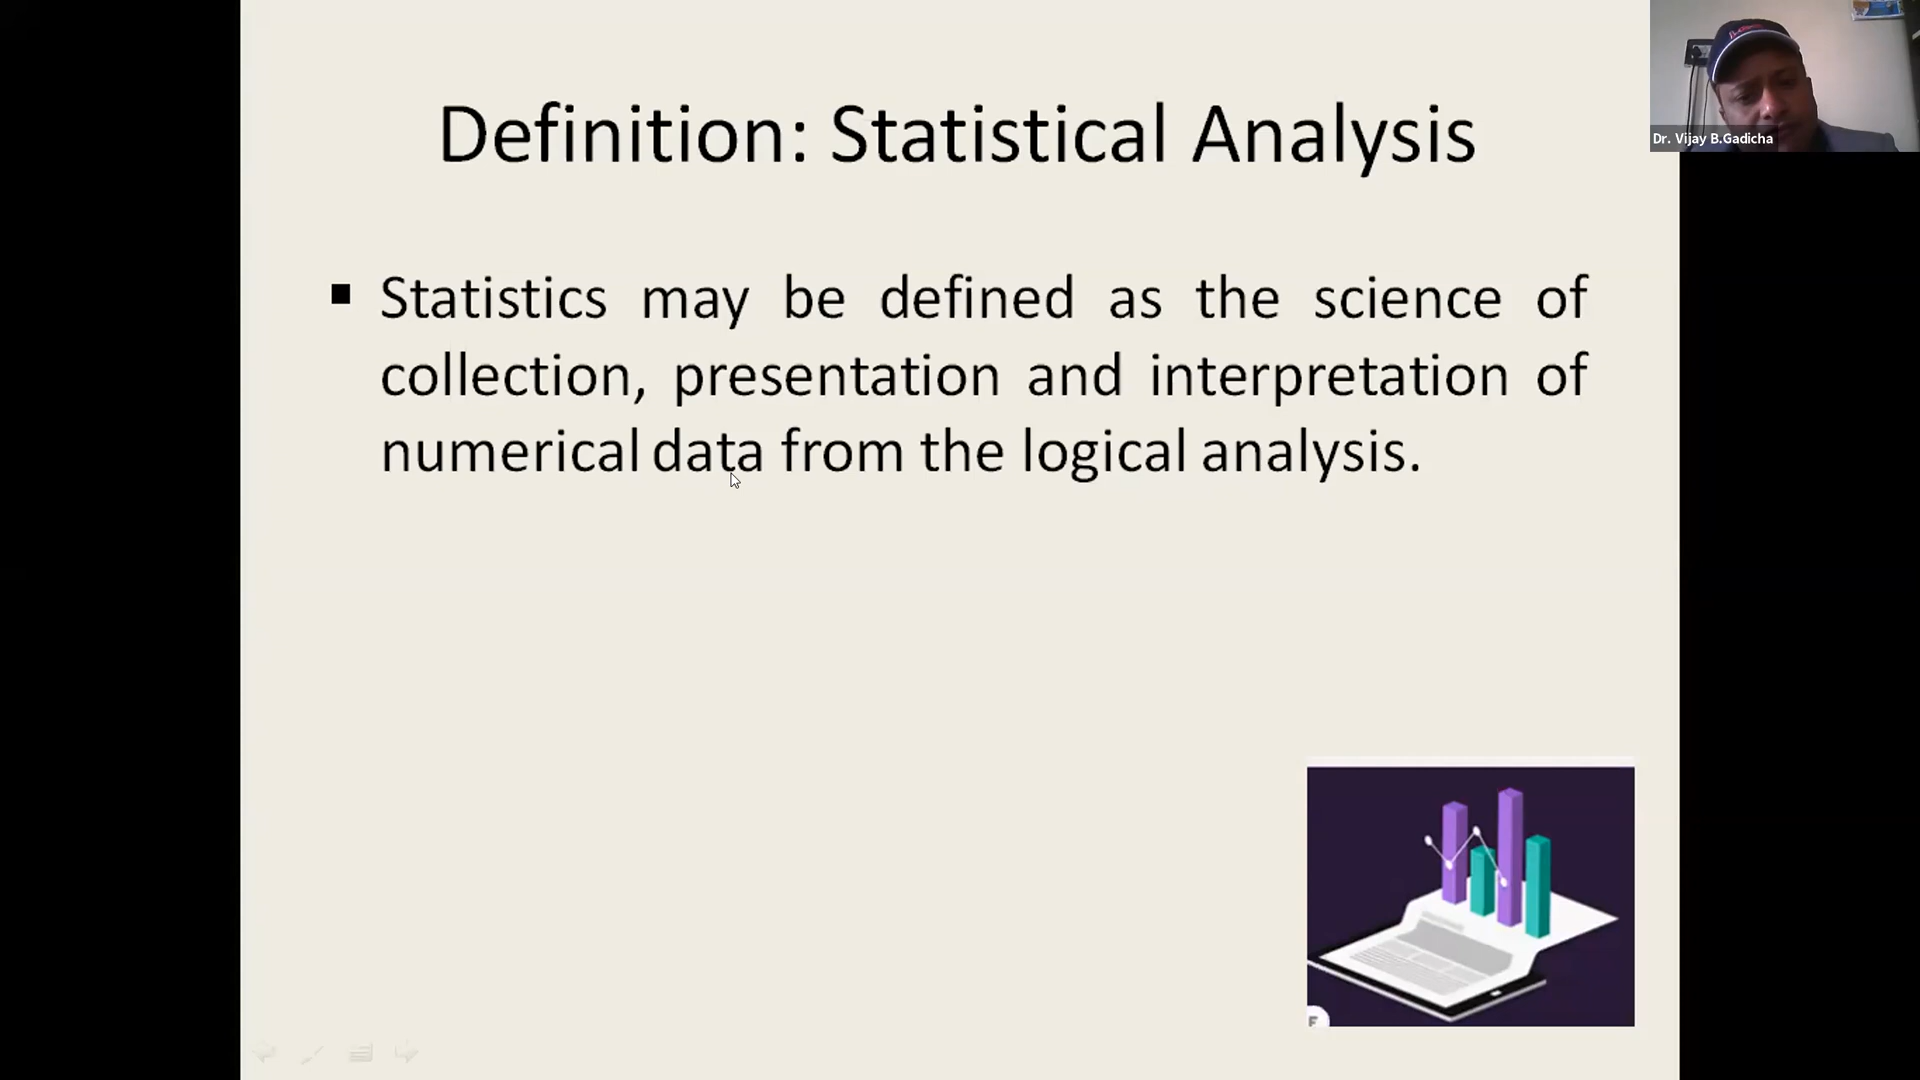 Definition: Statistical Analysis
Dr. Vijay B.Gadicha
▪ Statistics may be defined as the science of
collection, presentation and interpretation of
numerical data from the logical analysis.
F